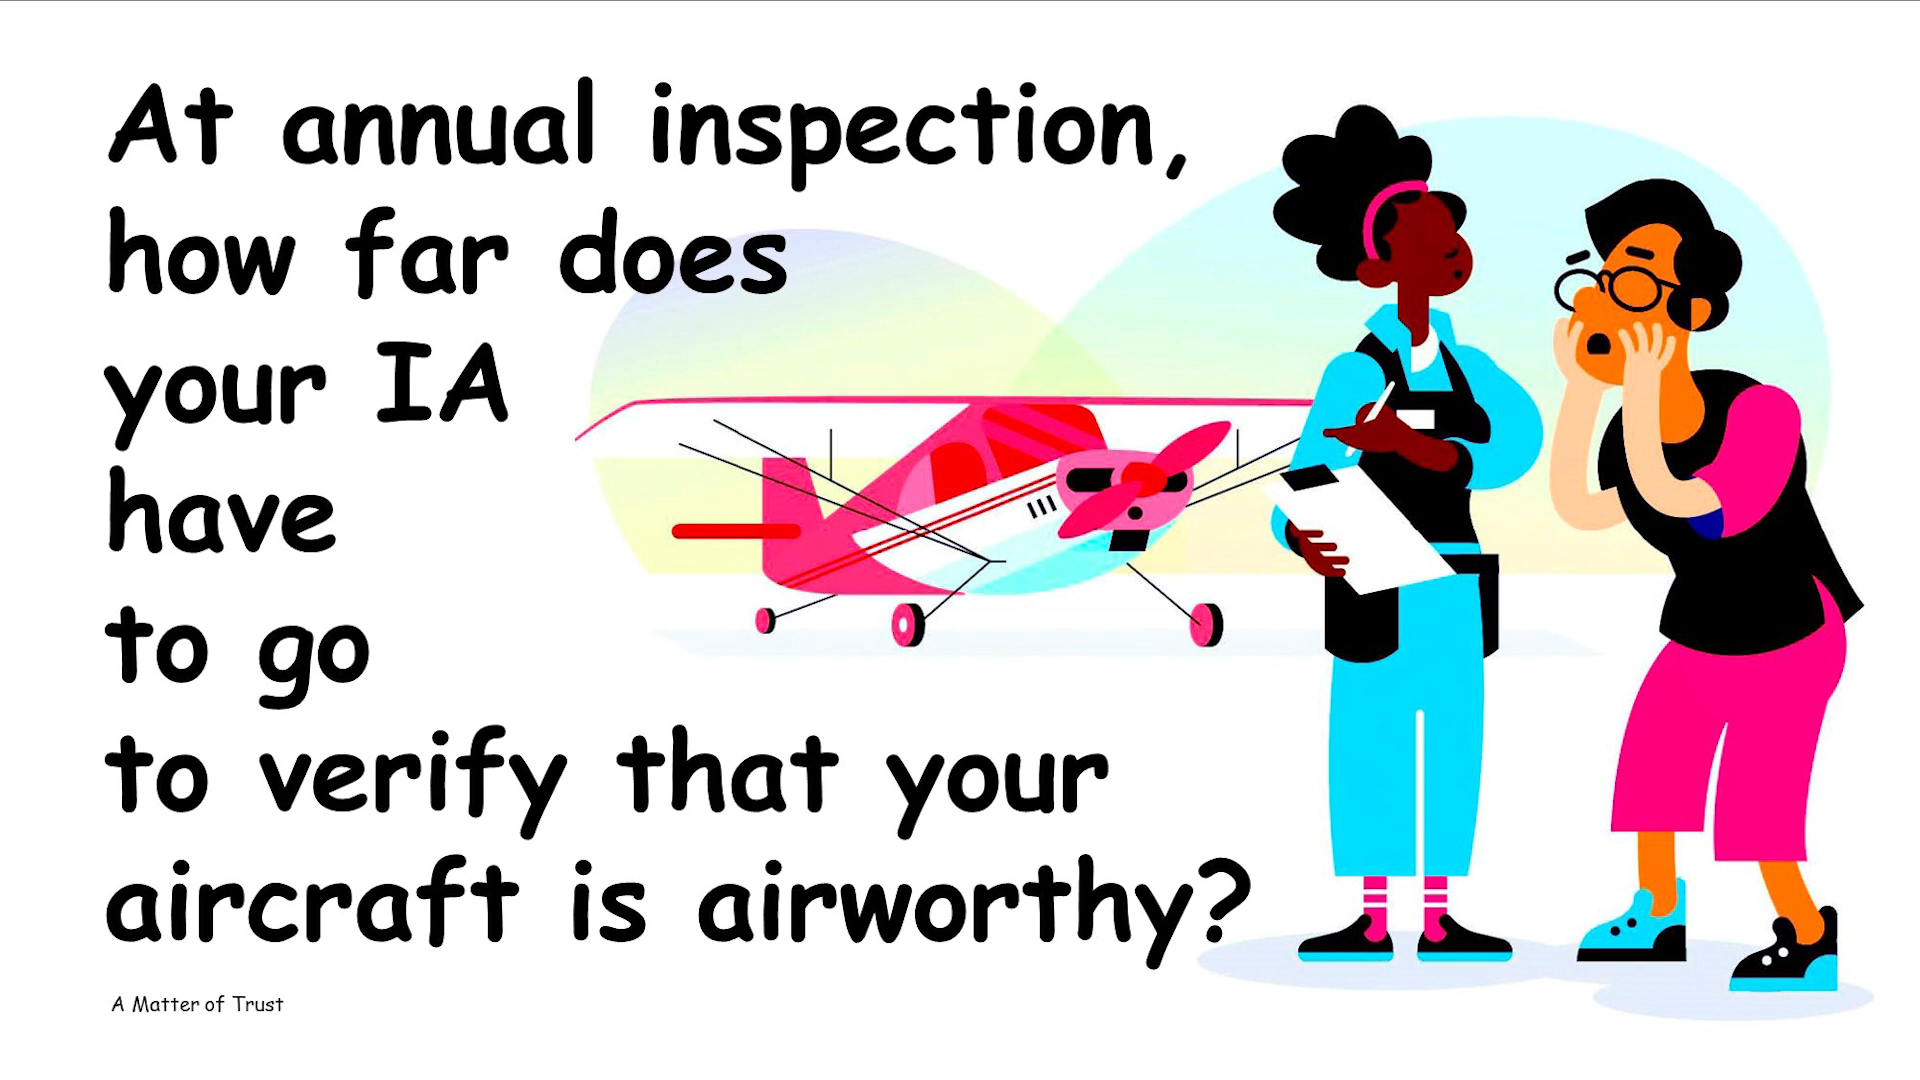 At annual inspection,
how far does
your IA
have
to go
to verify that your
aircraft is airworthy?
A Matter of Trust